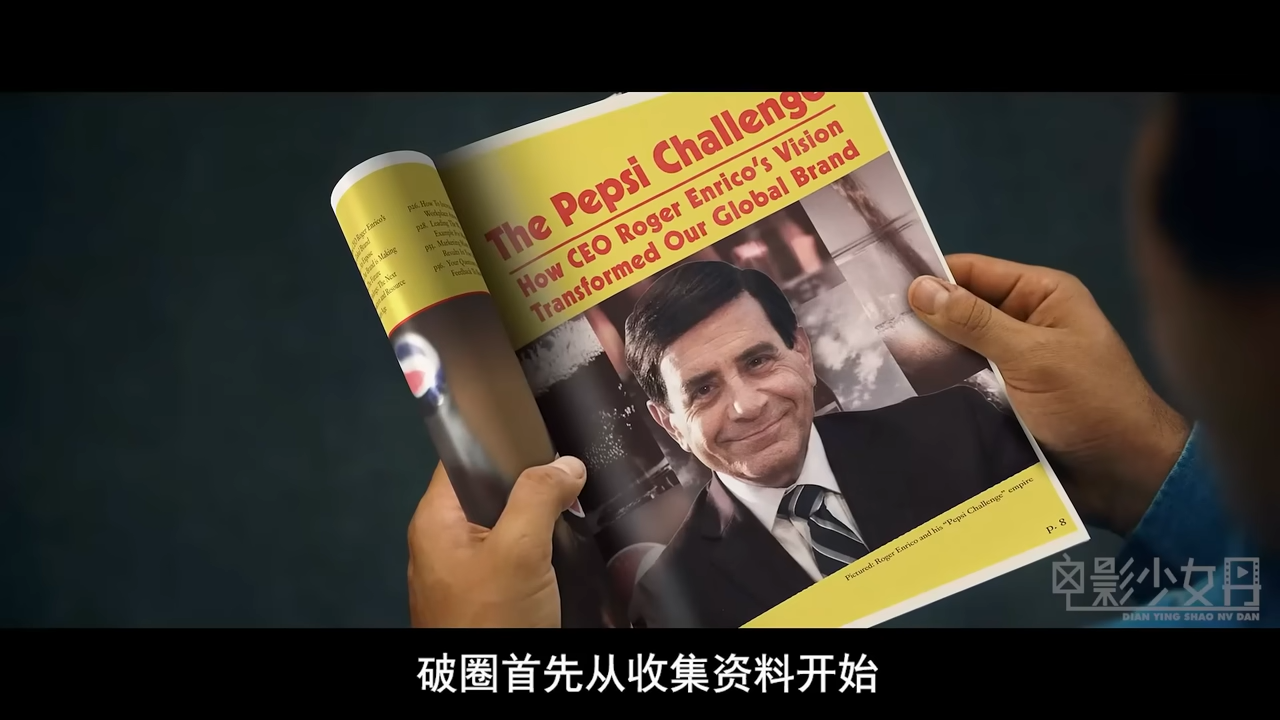 The Pepsi Challenge
How CEO Roger Enrico's Vision
Transformed Our Global Brand
Pictured: Roger Enrico and his "Pepsi Challenge" empire
P. 8
电影少女丹
DIAN YING SHAO NV DAN
破圈首先从收集资料开始